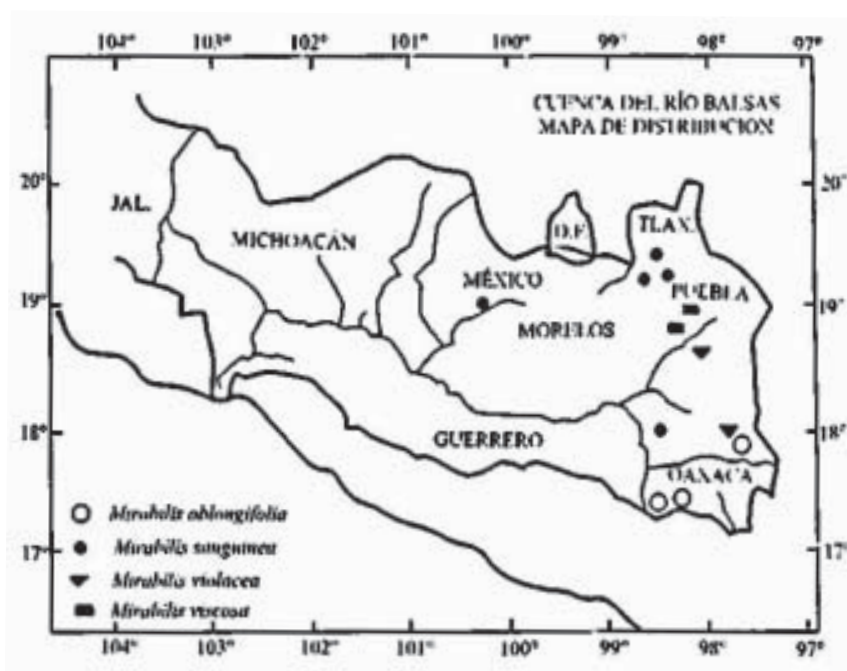 104° 103° 102° 101° 100° 99° 98° 97°
CUENCA DEL RÍO BALSAS
MAPA DE DISTRIBUCION
20° 20°
JAL.
MICHOACÁN
D.F.
TLAX.
MÉXICO
PUEBLA
19° 19°
MORELOS
18° 18°
GUERRERO
OAXACA
Mirabilis oblongifolia
Mirabilis sanguinea
Mirabilis violacea
Mirabilis viscosa
17° 17°
104° 103° 102° 101° 100° 99° 98° 97°